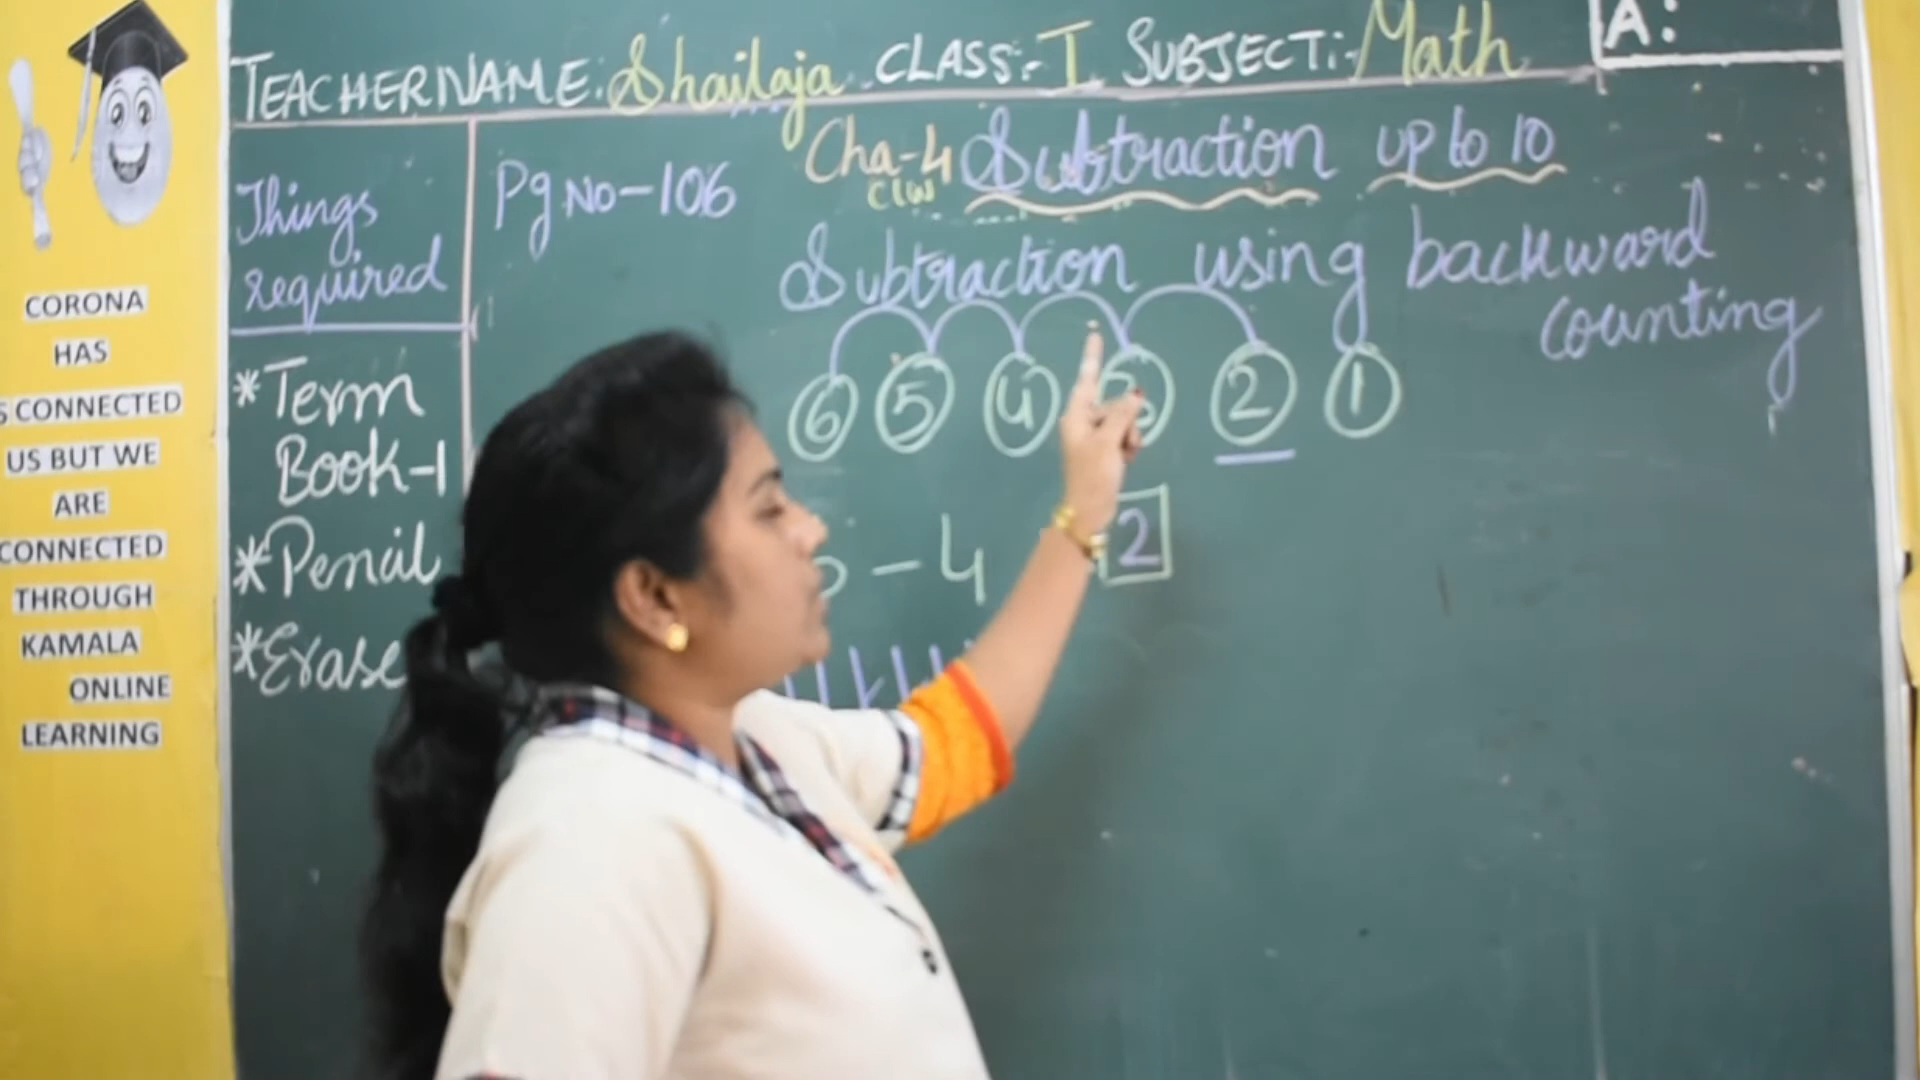 TEACHER NAME: Shailaja CLASS:- I SUBJECT:- Math
A:
Cha-4 Subtraction up to 10
C/W
Pg No-106
Things
required
Subtraction using backward
counting
6 5 4 3 2 1
* Term
Book-1
* Pencil
* Erase
- 4 2
CORONA
HAS
S CONNECTED
US BUT WE
ARE
CONNECTED
THROUGH
KAMALA
ONLINE
LEARNING